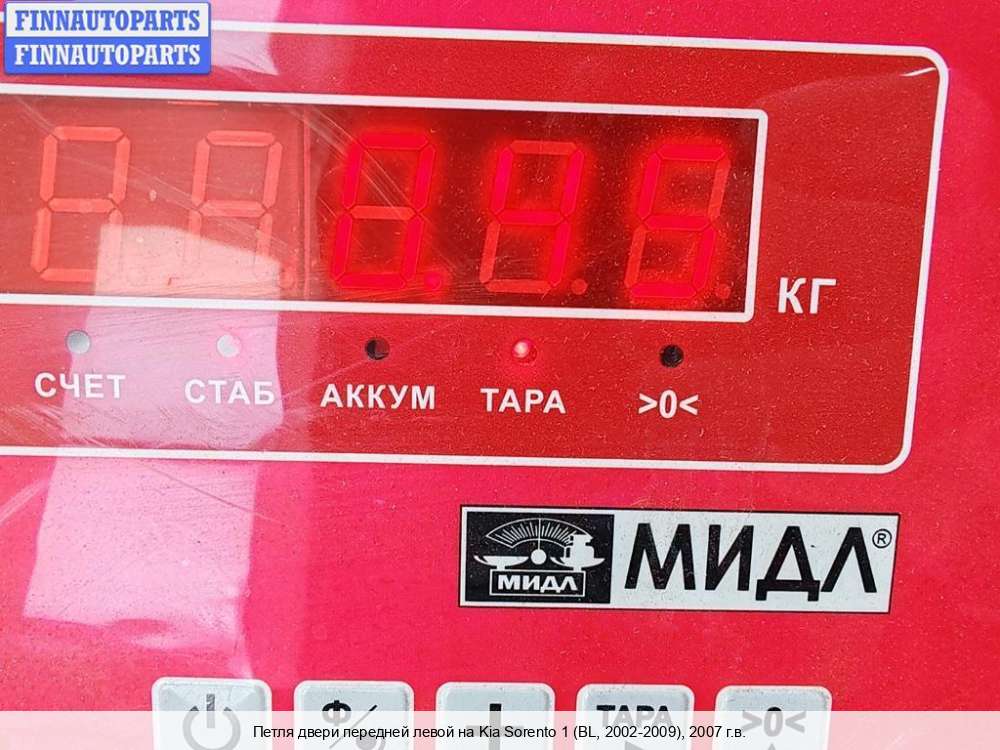 FINNAUTOPARTS
FINNAUTOPARTS
0.45
КГ
СЧЕТ СТАБ АККУМ ТАРА >0<
МИДЛ МИДЛ®
Ф/
ТАРА >0<
Петля двери передней левой на Kia Sorento 1 (BL, 2002-2009), 2007 г.в.